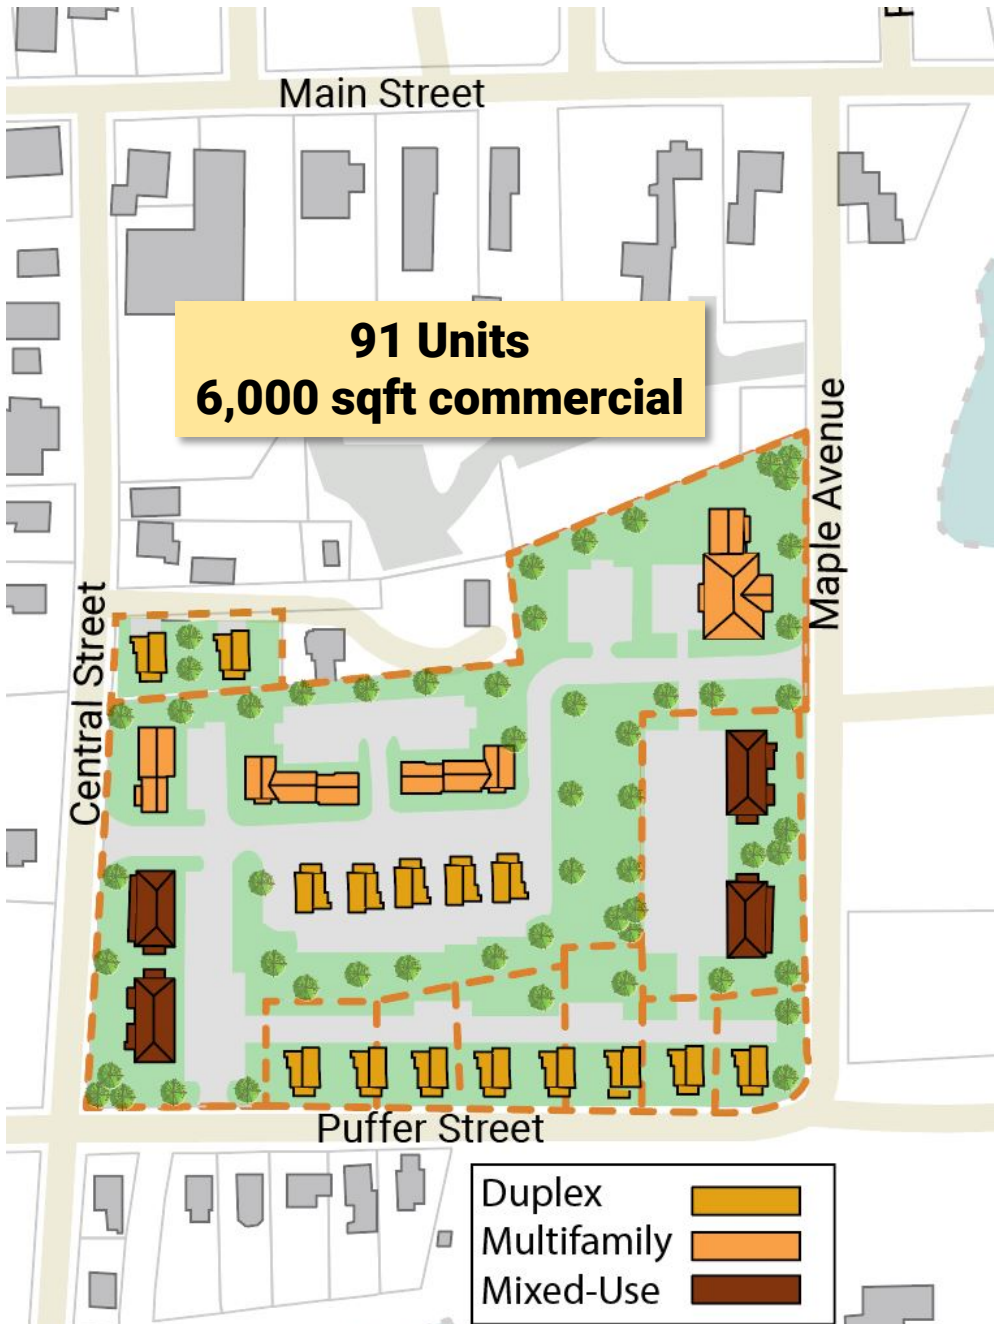 Main Street
91 Units
6,000 sqft commercial
Maple Avenue
Central Street
Puffer Street
Duplex
Multifamily
Mixed-Use